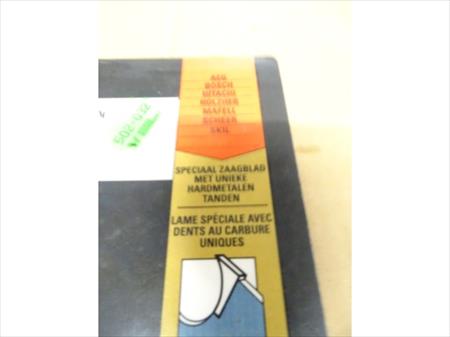 AEG
BOSCH
HITACHI
HOLZHER
MAFELL
SCHEER
SKIL
SPECIAAL ZAAGBLAD
MET UNIEKE
HARDMETALEN
TANDEN
LAME SPÉCIALE AVEC
DENTS AU CARBURE
UNIQUES